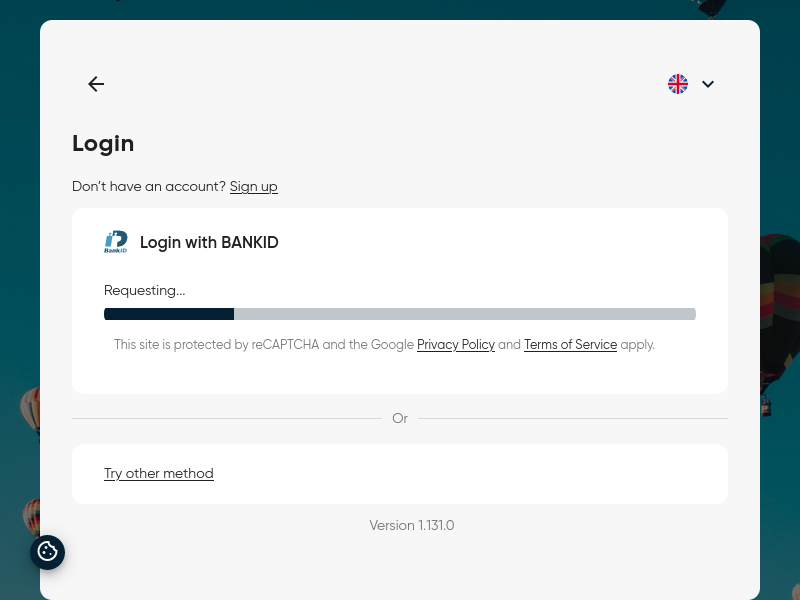 Login
Don't have an account? Sign up
BankID
Login with BANKID
Requesting...
This site is protected by reCAPTCHA and the Google Privacy Policy and Terms of Service apply.
Or
Try other method
Version 1.131.0